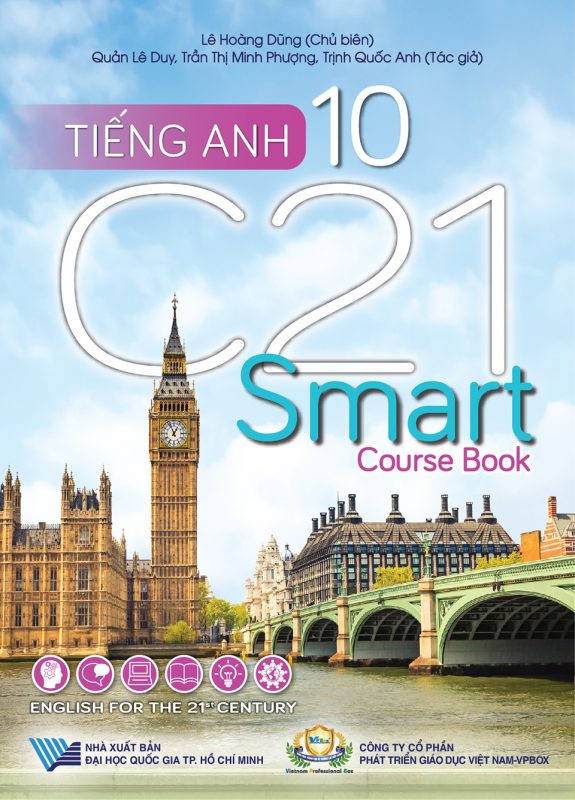 Lê Hoàng Dũng (Chủ biên)
Quản Lê Duy, Trần Thị Minh Phượng, Trịnh Quốc Anh (Tác giả)
TIẾNG ANH 10
C21
Smart
Course Book
ENGLISH FOR THE 21st CENTURY
NHÀ XUẤT BẢN
ĐẠI HỌC QUỐC GIA TP. HỒ CHÍ MINH
Vietnam Professional Box
CÔNG TY CỔ PHẦN
PHÁT TRIỂN GIÁO DỤC VIỆT NAM-VPBOX